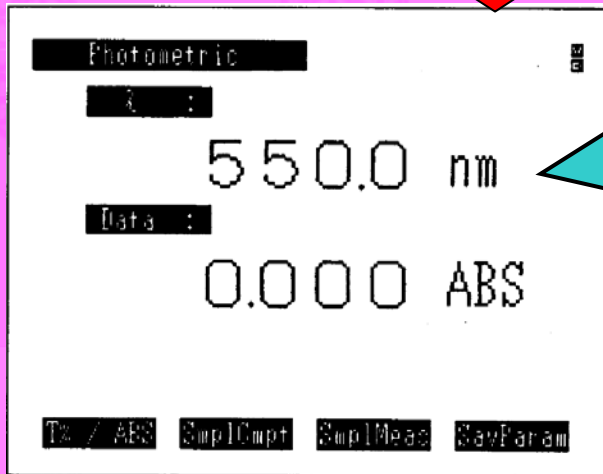 Photometric
λ :
550.0 nm
Data :
0.000 ABS
T% / ABS SmplCmpt SmplMeas SavParam